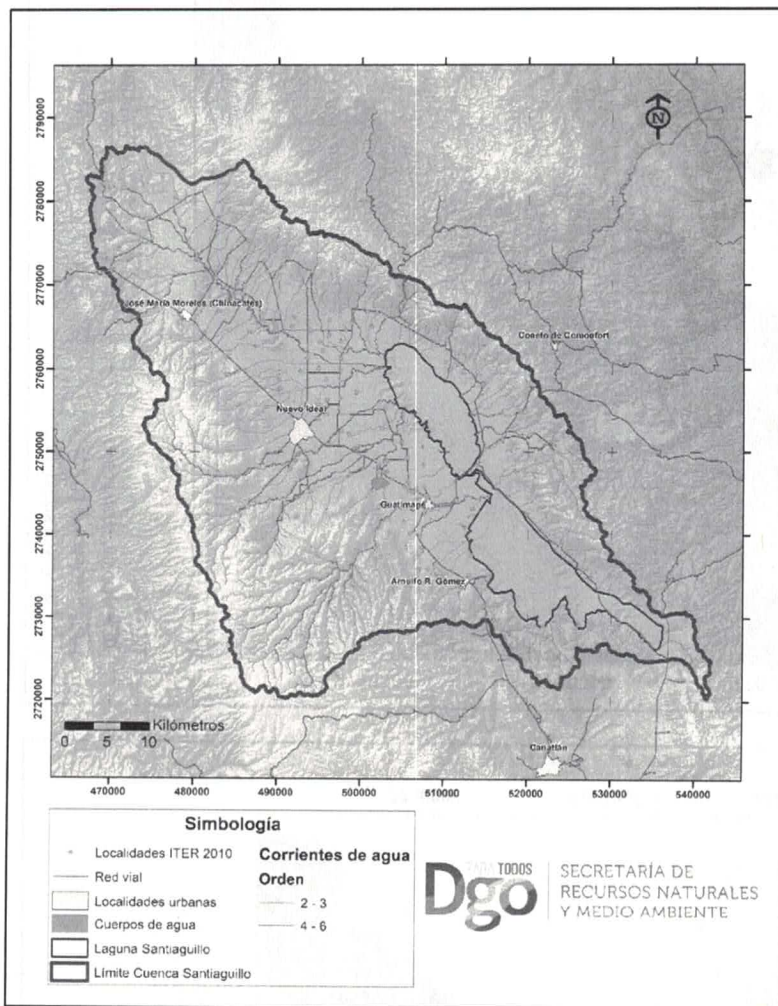 N
2790000
2780000
2770000
2760000
2750000
2740000
2730000
2720000
José María Morelos (Chinacates)
Coneto de Comonfort
Nuevo Ideal
Guatimapé
Arnulfo R. Gómez
Canatlán
Kilómetros
0 5 10
470000 480000 490000 500000 510000 520000 530000 540000
Simbología
Localidades ITER 2010
Red vial
Localidades urbanas
Cuerpos de agua
Laguna Santiaguillo
Límite Cuenca Santiaguillo
Corrientes de agua
Orden
2 - 3
4 - 6
TODOS
Dgo
SECRETARÍA DE
RECURSOS NATURALES
Y MEDIO AMBIENTE